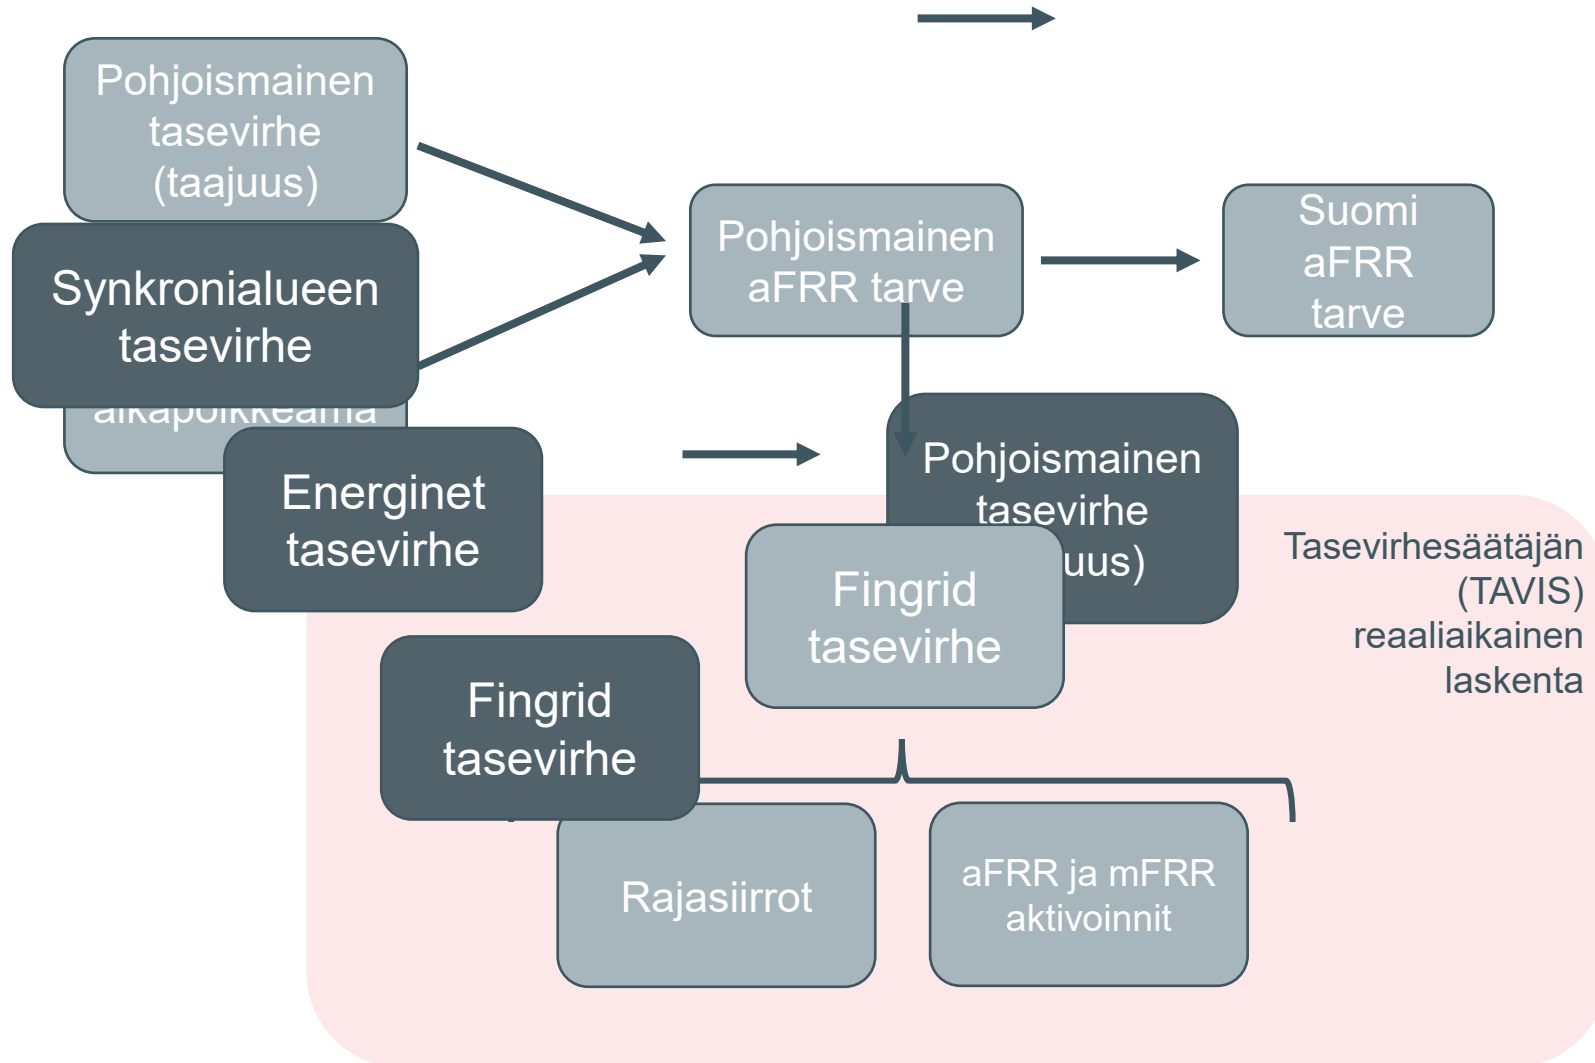 Pohjoismainen
tasevirhe
(taajuus)
Synkronialueen
tasevirhe
aikapoikkeama
Pohjoismainen
aFRR tarve
Suomi
aFRR
tarve
Energinet
tasevirhe
Pohjoismainen
tasevirhe
uus)
Fingrid
tasevirhe
Tasevirhesäätäjän
(TAVIS)
reaaliaikainen
laskenta
Fingrid
tasevirhe
Rajasiirrot
aFRR ja mFRR
aktivoinnit